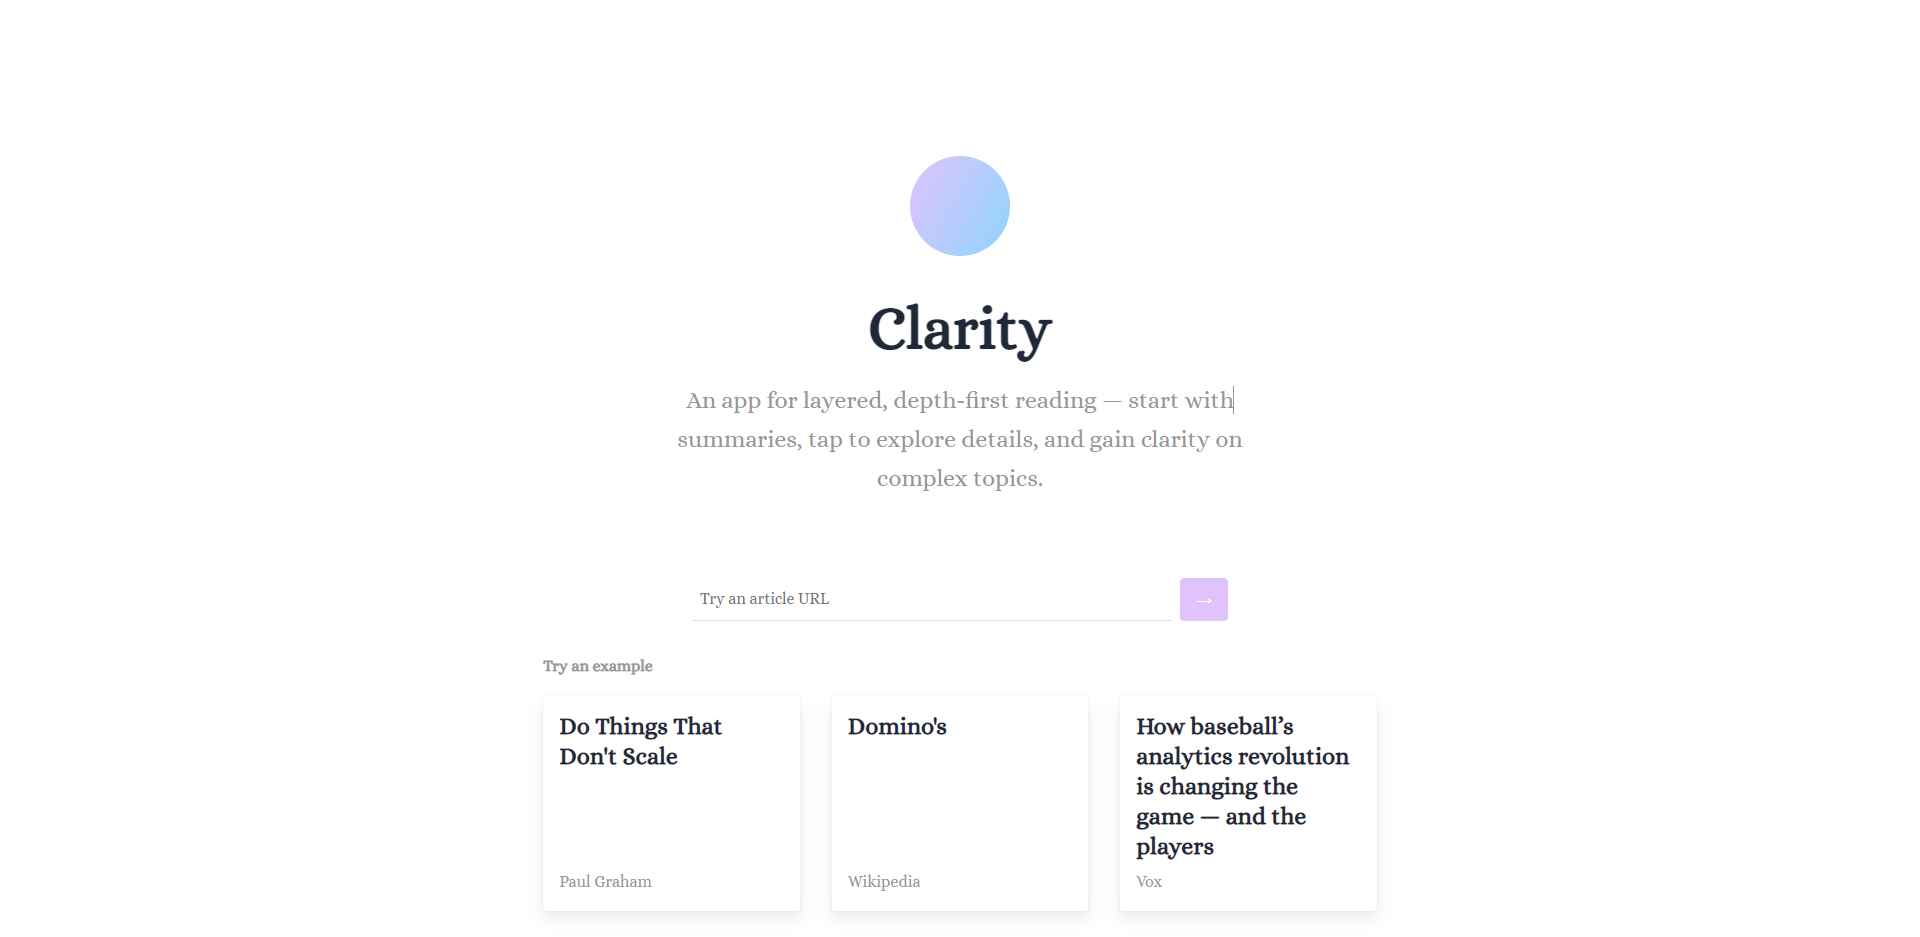 Clarity
An app for layered, depth-first reading — start with
summaries, tap to explore details, and gain clarity on
complex topics.
Try an article URL
→
Try an example
Do Things That
Don't Scale
Paul Graham
Domino's
Wikipedia
How baseball’s
analytics revolution
is changing the
game — and the
players
Vox